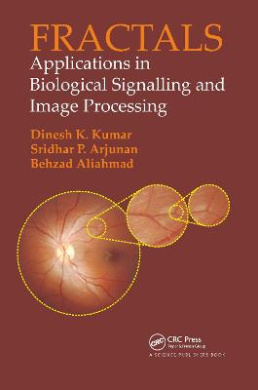 FRACTALS
Applications in
Biological Signalling and
Image Processing
Dinesh K. Kumar
Sridhar P. Arjunan
Behzad Aliahmad
CRC Press
Taylor & Francis Group
A SCIENCE PUBLISHERS BOOK